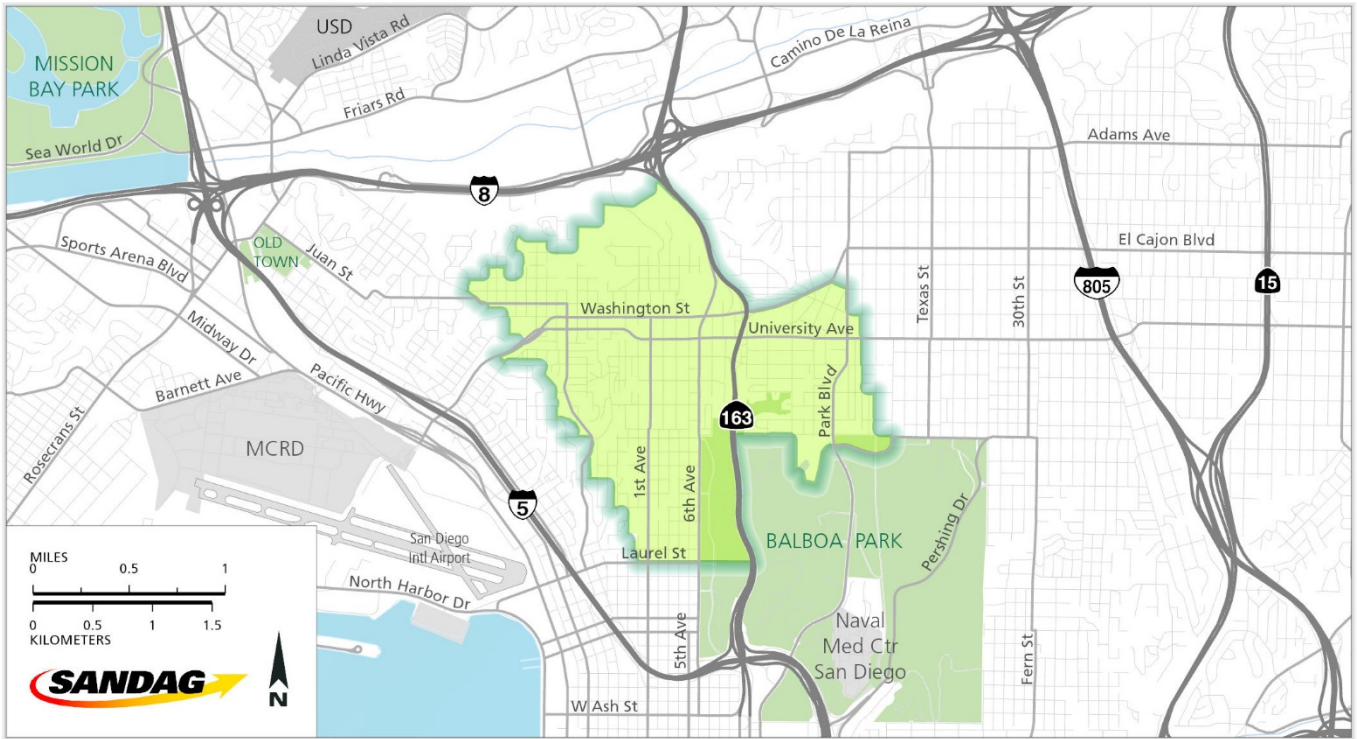 USD
Linda Vista Rd
Camino De La Reina
MISSION
BAY PARK
Friars Rd
Sea World Dr
Adams Ave
8
Sports Arena Blvd
OLD
TOWN
Juan St
El Cajon Blvd
805
15
Texas St
30th St
Washington St
University Ave
Midway Dr
Pacific Hwy
Barnett Ave
Rosecrans St
MCRD
163
Park Blvd
1st Ave
6th Ave
5
San Diego
Intl Airport
Laurel St
BALBOA PARK
Pershing Dr
North Harbor Dr
Naval
Med Ctr
San Diego
5th Ave
Fern St
W Ash St
MILES
0 0.5 1
0 0.5 1 1.5
KILOMETERS
SANDAG
N